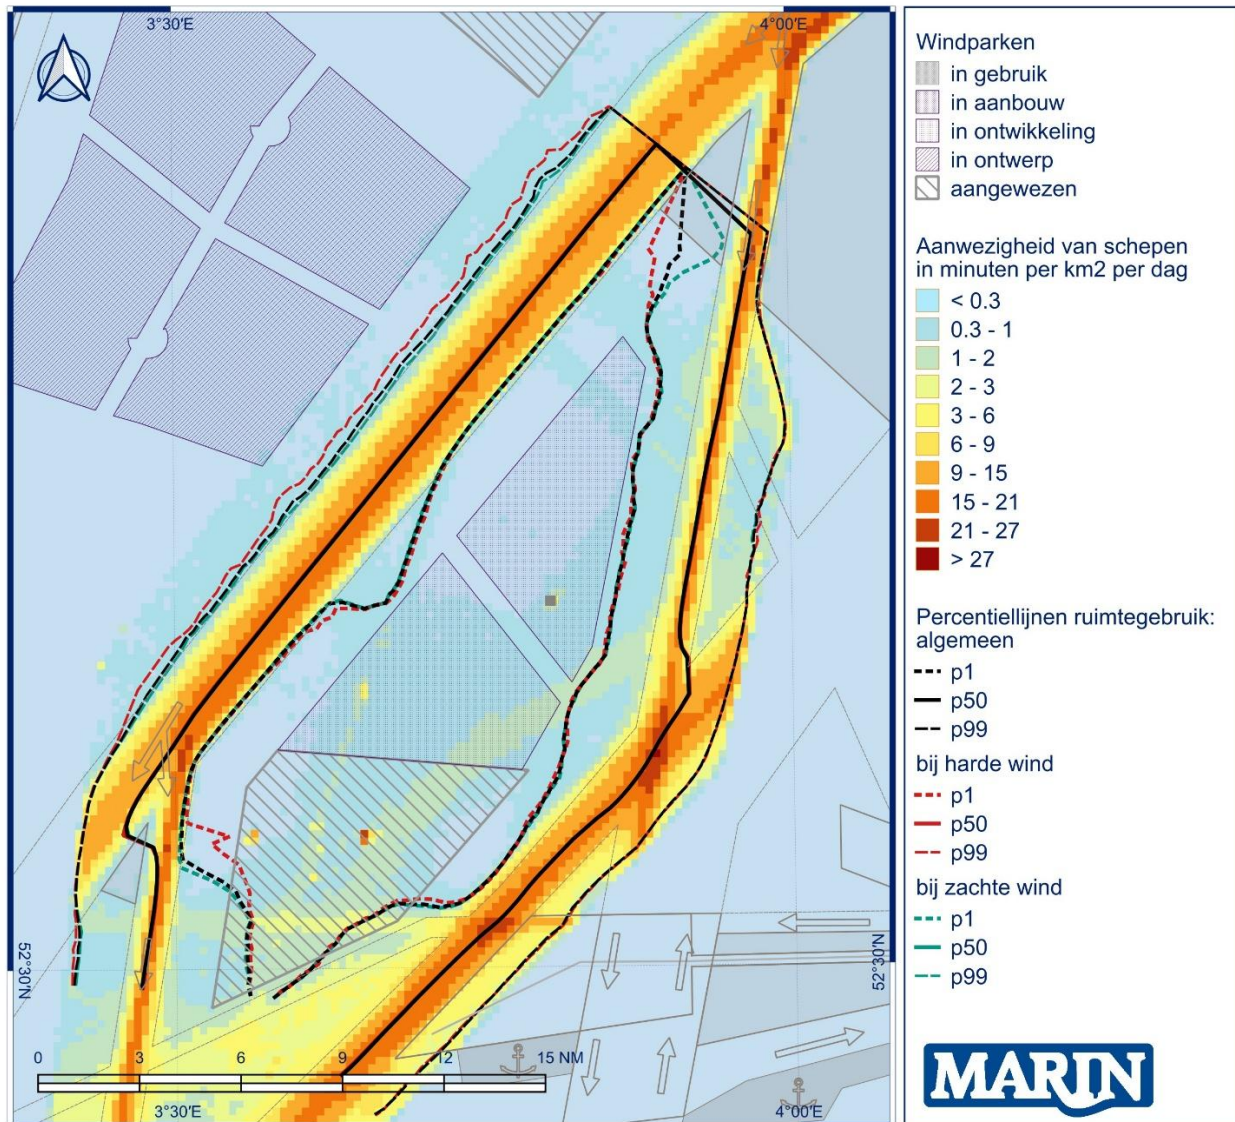 3°30'E
4°00'E
52°30'N
52°30'N
0 3 6 9 12 15 NM
3°30'E
4°00'E
Windparken
in gebruik
in aanbouw
in ontwikkeling
in ontwerp
aangewezen
Aanwezigheid van schepen
in minuten per km2 per dag
< 0.3
0.3 - 1
1 - 2
2 - 3
3 - 6
6 - 9
9 - 15
15 - 21
21 - 27
> 27
Percentiellijnen ruimtegebruik:
algemeen
p1
p50
p99
bij harde wind
p1
p50
p99
bij zachte wind
p1
p50
p99
MARIN